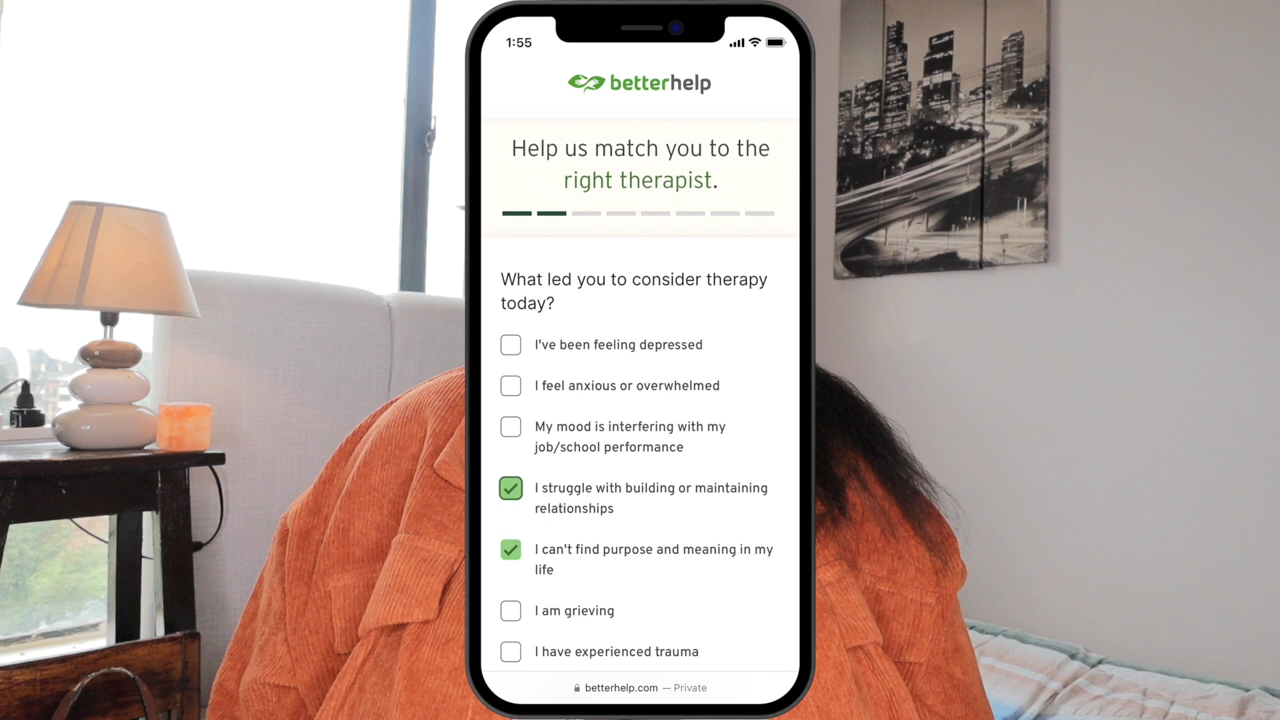 1:55
betterhelp
Help us match you to the
right therapist.
What led you to consider therapy
today?
I've been feeling depressed
I feel anxious or overwhelmed
My mood is interfering with my
job/school performance
I struggle with building or maintaining
relationships
I can't find purpose and meaning in my
life
I am grieving
I have experienced trauma
betterhelp.com — Private